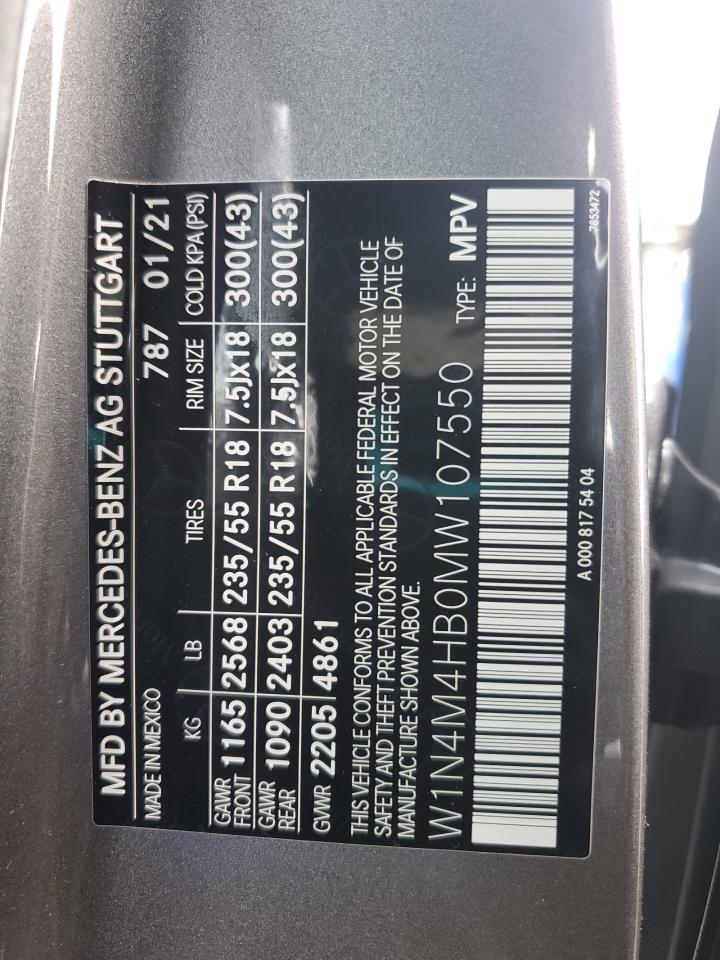 MFD BY MERCEDES-BENZ AG STUTTGART
MADE IN MEXICO 787 01/21
KG LB TIRES RIM SIZE COLD KPA(PSI)
GAWR FRONT 1165 2568 235/55 R18 7.5Jx18 300(43)
GAWR REAR 1090 2403 235/55 R18 7.5Jx18 300(43)
GVWR 2205 4861
THIS VEHICLE CONFORMS TO ALL APPLICABLE FEDERAL MOTOR VEHICLE
SAFETY AND THEFT PREVENTION STANDARDS IN EFFECT ON THE DATE OF
MANUFACTURE SHOWN ABOVE.
W1N4M4HB0MW107550 TYPE: MPV
A 000 817 54 04 7853472